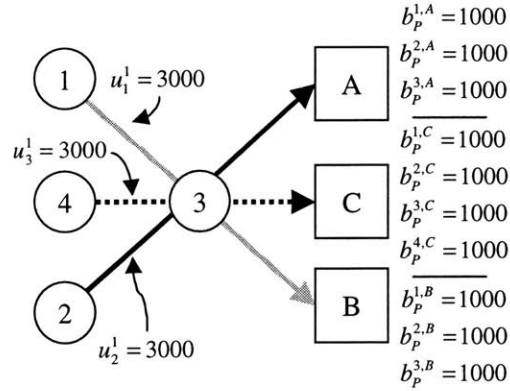 b_P^{1,A} = 1000
b_P^{2,A} = 1000
b_P^{3,A} = 1000
b_P^{1,C} = 1000
b_P^{2,C} = 1000
b_P^{3,C} = 1000
b_P^{4,C} = 1000
b_P^{1,B} = 1000
b_P^{2,B} = 1000
b_P^{3,B} = 1000
1
u_1^1 = 3000
A
u_3^1 = 3000
4
3
C
2
u_2^1 = 3000
B